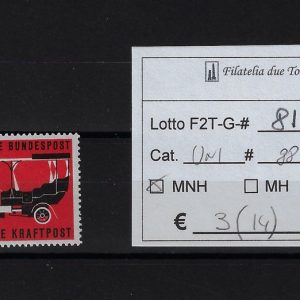 E BUNDESPOST
E KRAFTPOST
Filatelia due To
Lotto F2T-G-# 81
Cat. Uni # 88
MNH MH
€ 3 (14)